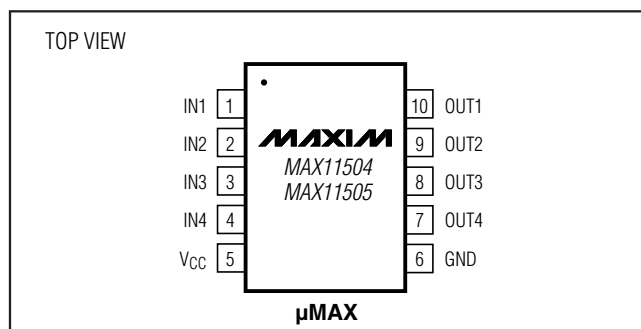 TOP VIEW
IN1 1 10 OUT1
MAXIM
IN2 2 9 OUT2
MAX11504
IN3 3 8 OUT3
MAX11505
IN4 4 7 OUT4
VCC 5 6 GND
µMAX